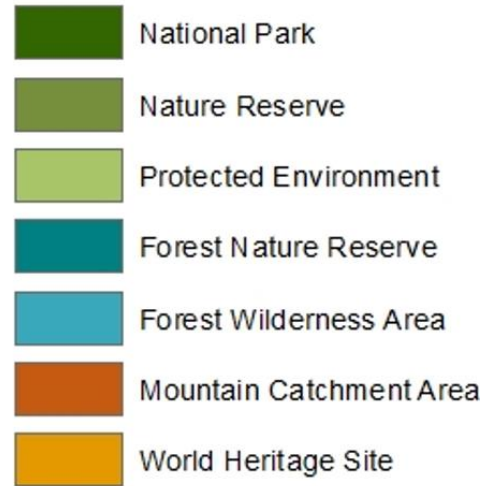 National Park
Nature Reserve
Protected Environment
Forest Nature Reserve
Forest Wilderness Area
Mountain Catchment Area
World Heritage Site